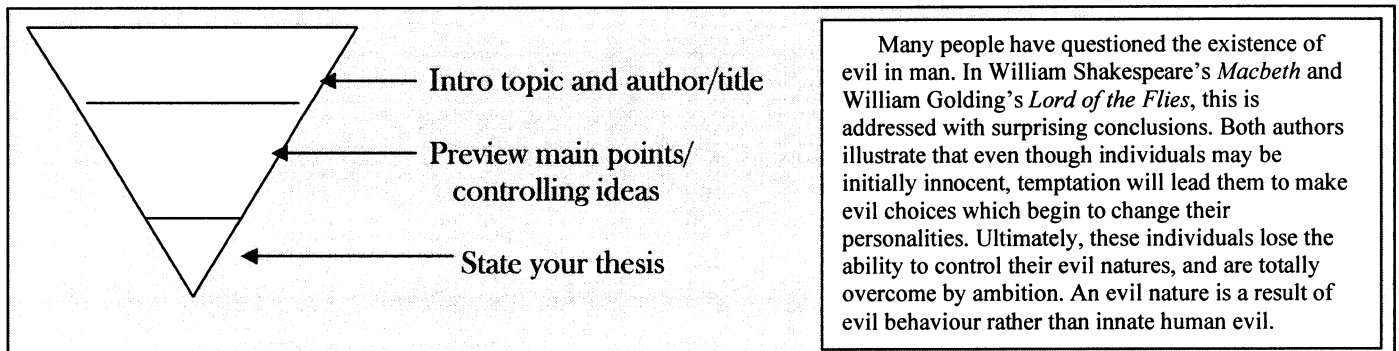 Intro topic and author/title
Preview main points/
controlling ideas
State your thesis
Many people have questioned the existence of
evil in man. In William Shakespeare's Macbeth and
William Golding's Lord of the Flies, this is
addressed with surprising conclusions. Both authors
illustrate that even though individuals may be
initially innocent, temptation will lead them to make
evil choices which begin to change their
personalities. Ultimately, these individuals lose the
ability to control their evil natures, and are totally
overcome by ambition. An evil nature is a result of
evil behaviour rather than innate human evil.